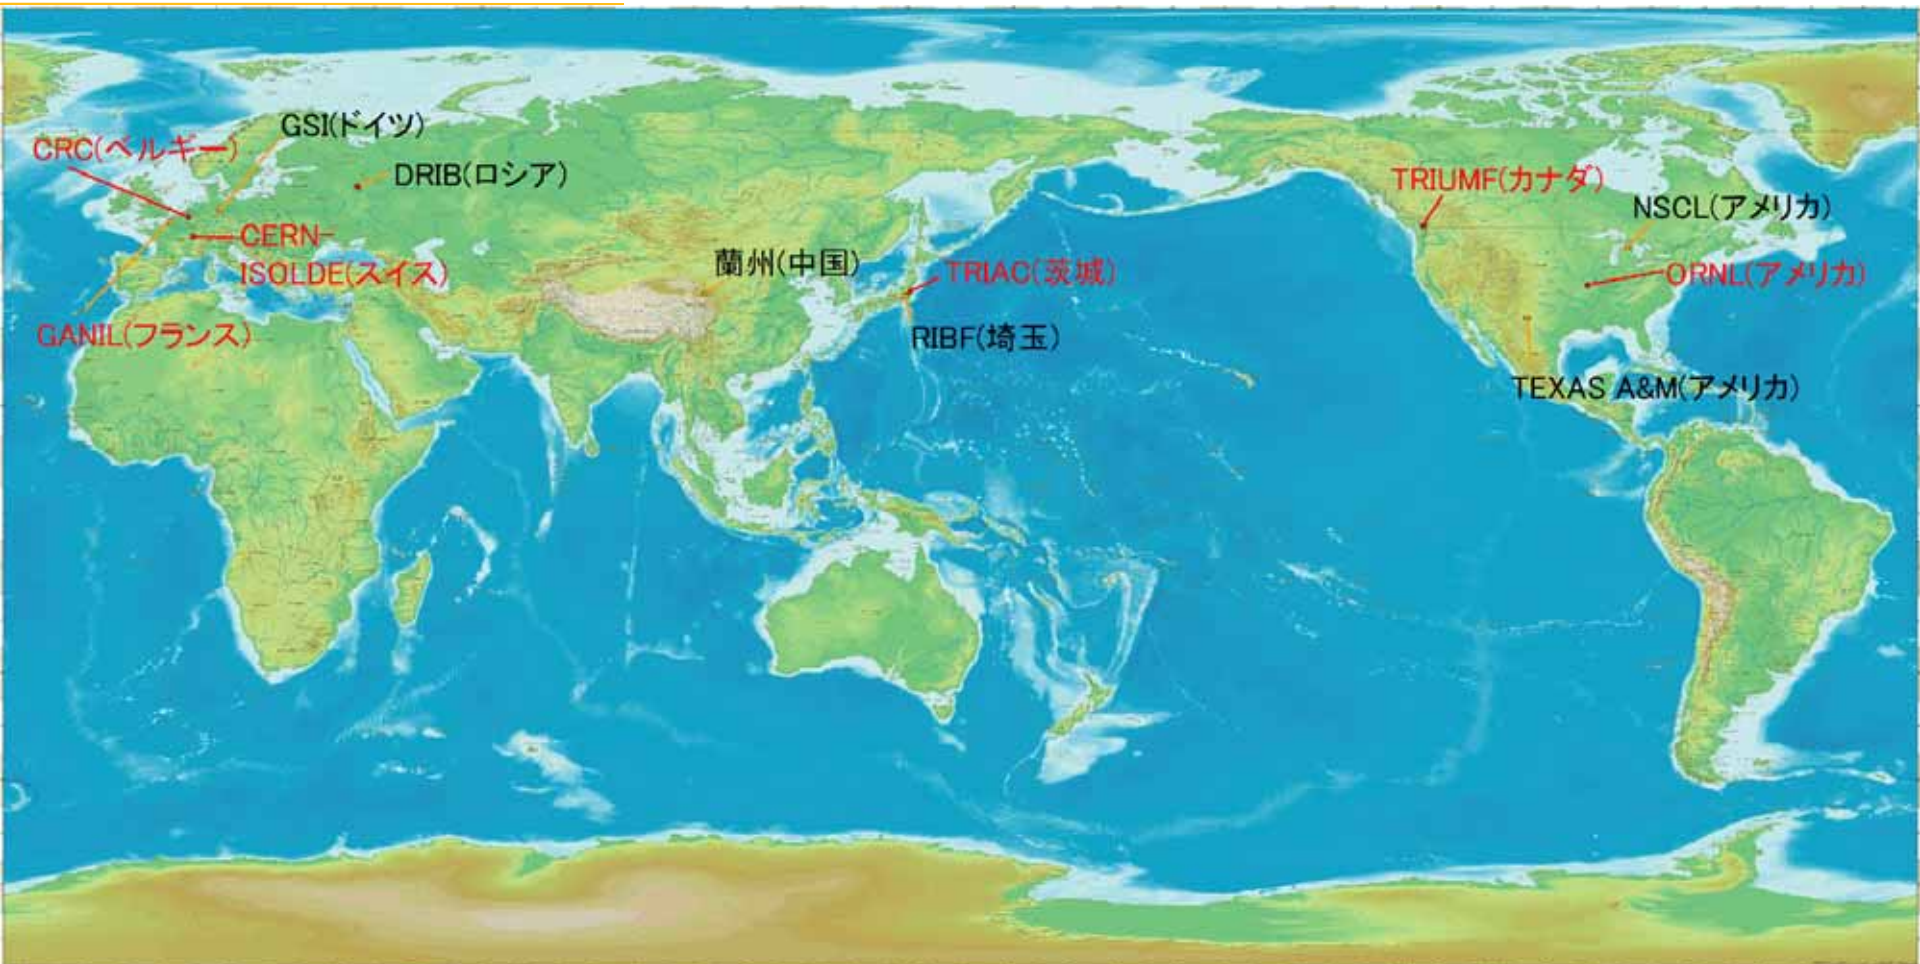 GSI(ドイツ)
CRC(ベルギー)
DRIB(ロシア)
CERN-
ISOLDE(スイス)
GANIL(フランス)
蘭州(中国)
TRIAC(茨城)
RIBF(埼玉)
TRIUMF(カナダ)
NSCL(アメリカ)
ORNL(アメリカ)
TEXAS A&M(アメリカ)